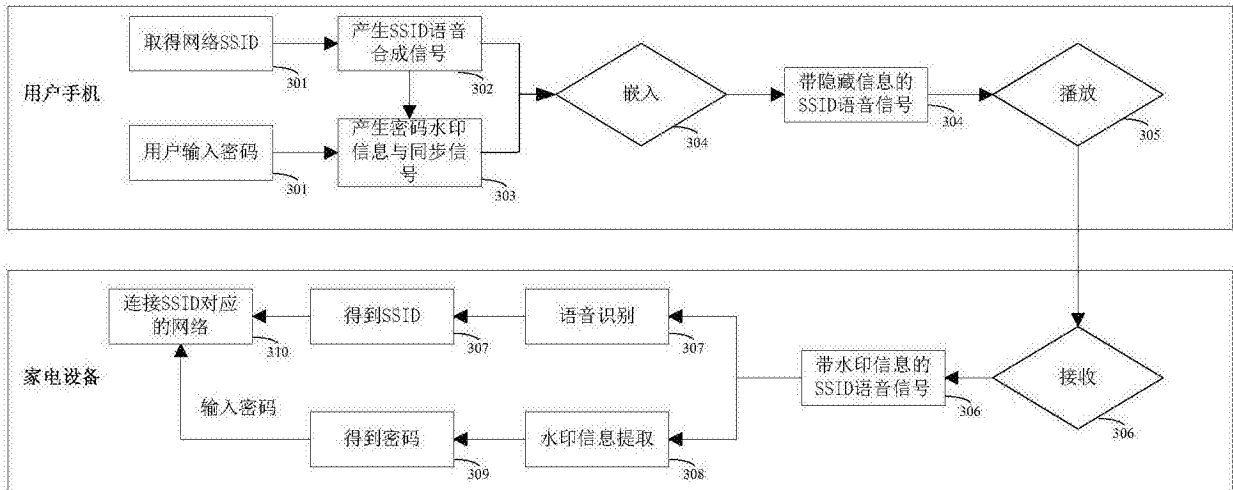 用户手机
取得网络SSID
301
产生SSID语音
合成信号
302
用户输入密码
301
产生密码水印
信息与同步信
号
303
嵌入
304
带隐藏信息的
SSID语音信号
304
播放
305
家电设备
接收
306
带水印信息的
SSID语音信号
306
语音识别
307
得到SSID
307
连接SSID对应
的网络
310
水印信息提取
308
得到密码
309
输入密码